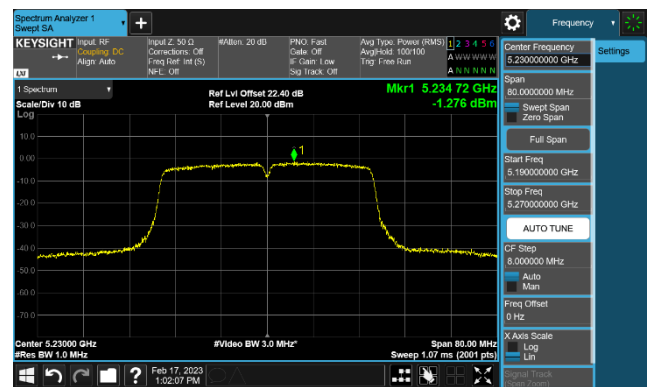 Spectrum Analyzer 1
Swept SA
+
Frequency
KEYSIGHT
Input: RF
Coupling: DC
Align: Auto
Input Z: 50 Ω
Corrections: Off
Freq Ref: Int (S)
NFE: Off
#Atten: 20 dB
PNO: Fast
Gate: Off
IF Gain: Low
Sig Track: Off
Avg Type: Power (RMS)
Avg|Hold: 100/100
Trig: Free Run
1 2 3 4 5 6
A W W W W W
A N N N N N
LXI
1 Spectrum
Scale/Div 10 dB
Log
Ref Lvl Offset 22.40 dB
Ref Level 20.00 dBm
Mkr1 5.234 72 GHz
-1.276 dBm
1
10.0
0.00
-10.0
-20.0
-30.0
-40.0
-50.0
-60.0
-70.0
Center 5.23000 GHz
#Res BW 1.0 MHz
#Video BW 3.0 MHz*
Span 80.00 MHz
Sweep 1.07 ms (2001 pts)
?
Feb 17, 2023
1:02:07 PM
Center Frequency
5.230000000 GHz
Span
80.0000000 MHz
Swept Span
Zero Span
Full Span
Start Freq
5.190000000 GHz
Stop Freq
5.270000000 GHz
AUTO TUNE
CF Step
8.000000 MHz
Auto
Man
Freq Offset
0 Hz
X Axis Scale
Log
Lin
Signal Track
(Span Zoom)
Settings